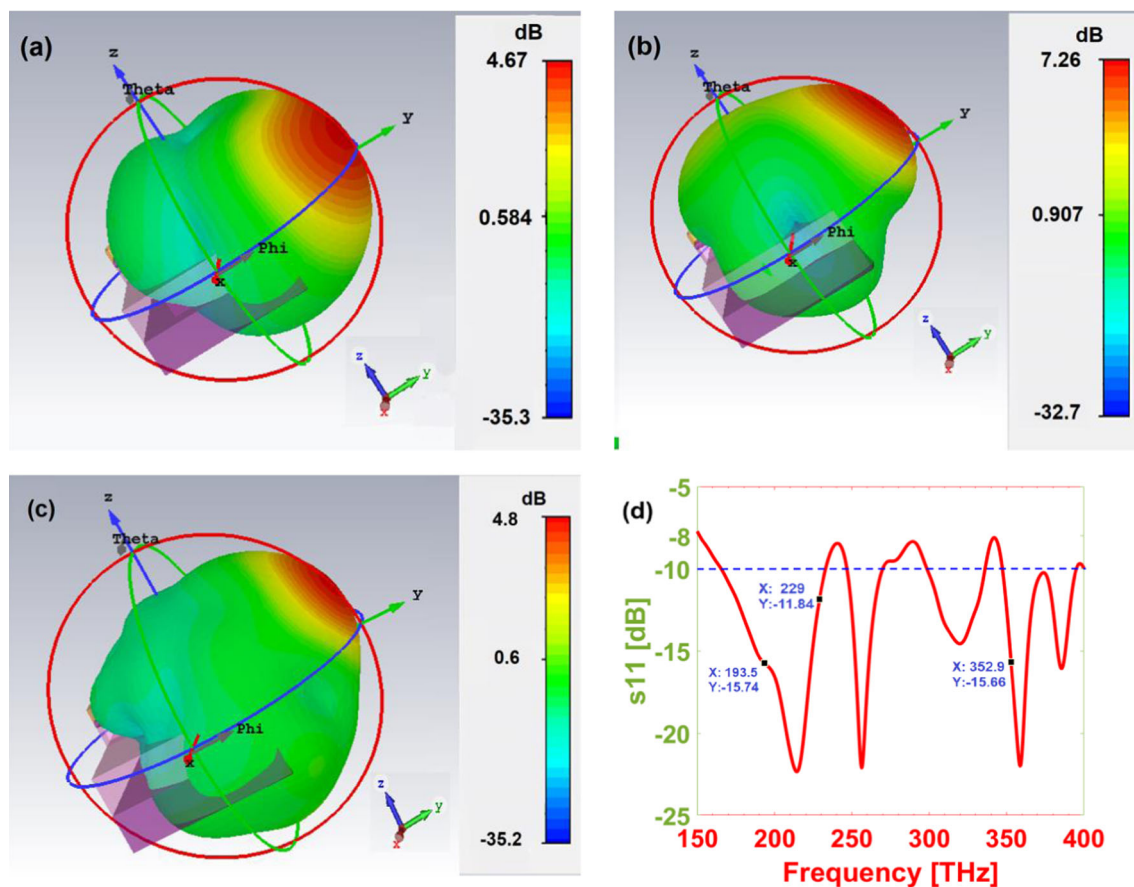 (a)
z
Theta
Y
Phi
x
z
y
x
dB
4.67
0.584
-35.3
(b)
z
Theta
Y
Phi
x
z
y
x
dB
7.26
0.907
-32.7
(c)
z
Theta
Y
Phi
x
z
y
x
dB
4.8
0.6
-35.2
(d)
s11 [dB]
-5
-8
-10
-15
-20
-25
X: 229
Y:-11.84
X: 193.5
Y:-15.74
X: 352.9
Y:-15.66
150 200 250 300 350 400
Frequency [THz]